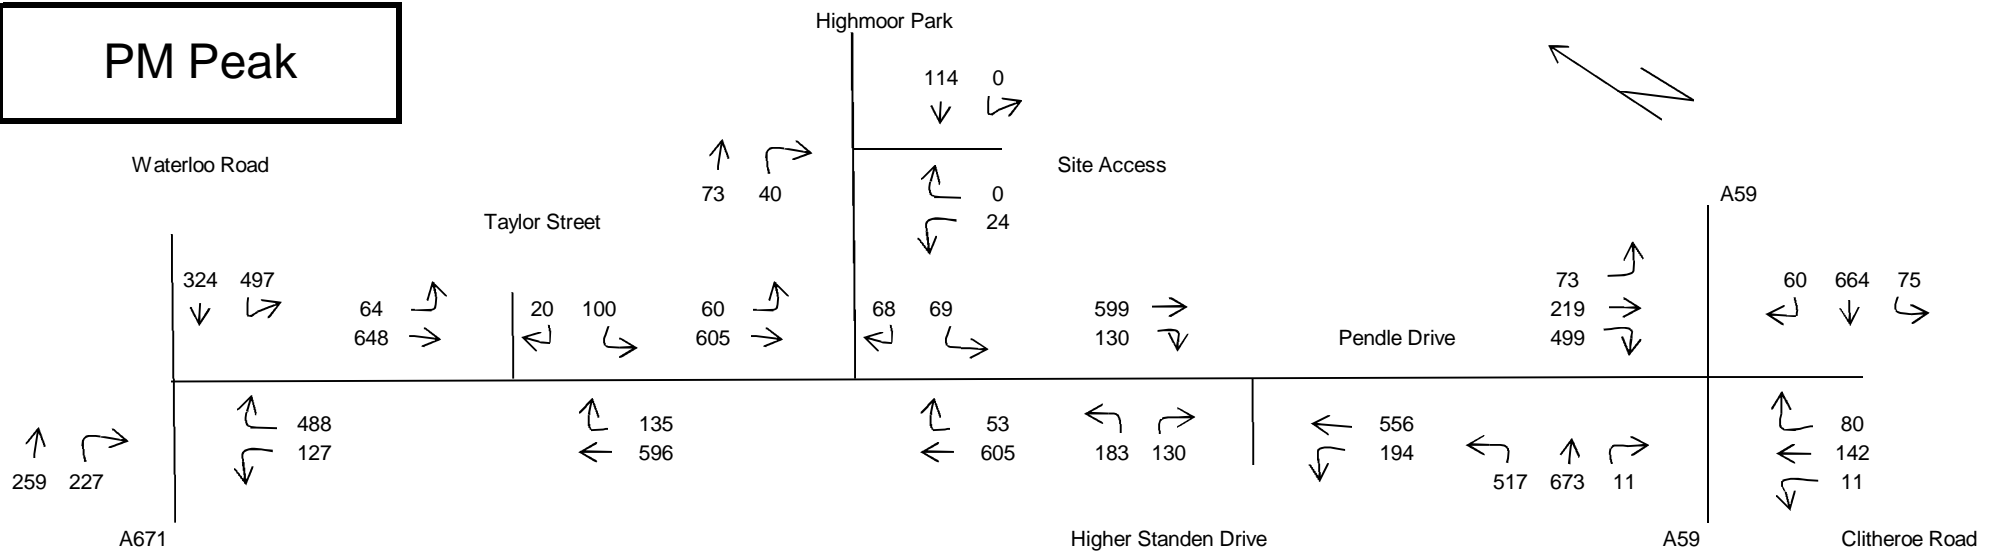 Highmoor Park
PM Peak
114 0
Waterloo Road
Site Access
73 40
0
A59
Taylor Street
24
324 497
73
60 664 75
64
20 100
60
68 69
599
219
648
605
130
Pendle Drive
499
488
135
53
556
80
127
596
605
183 130
194
142
259 227
517 673 11
11
A671
Higher Standen Drive
A59
Clitheroe Road